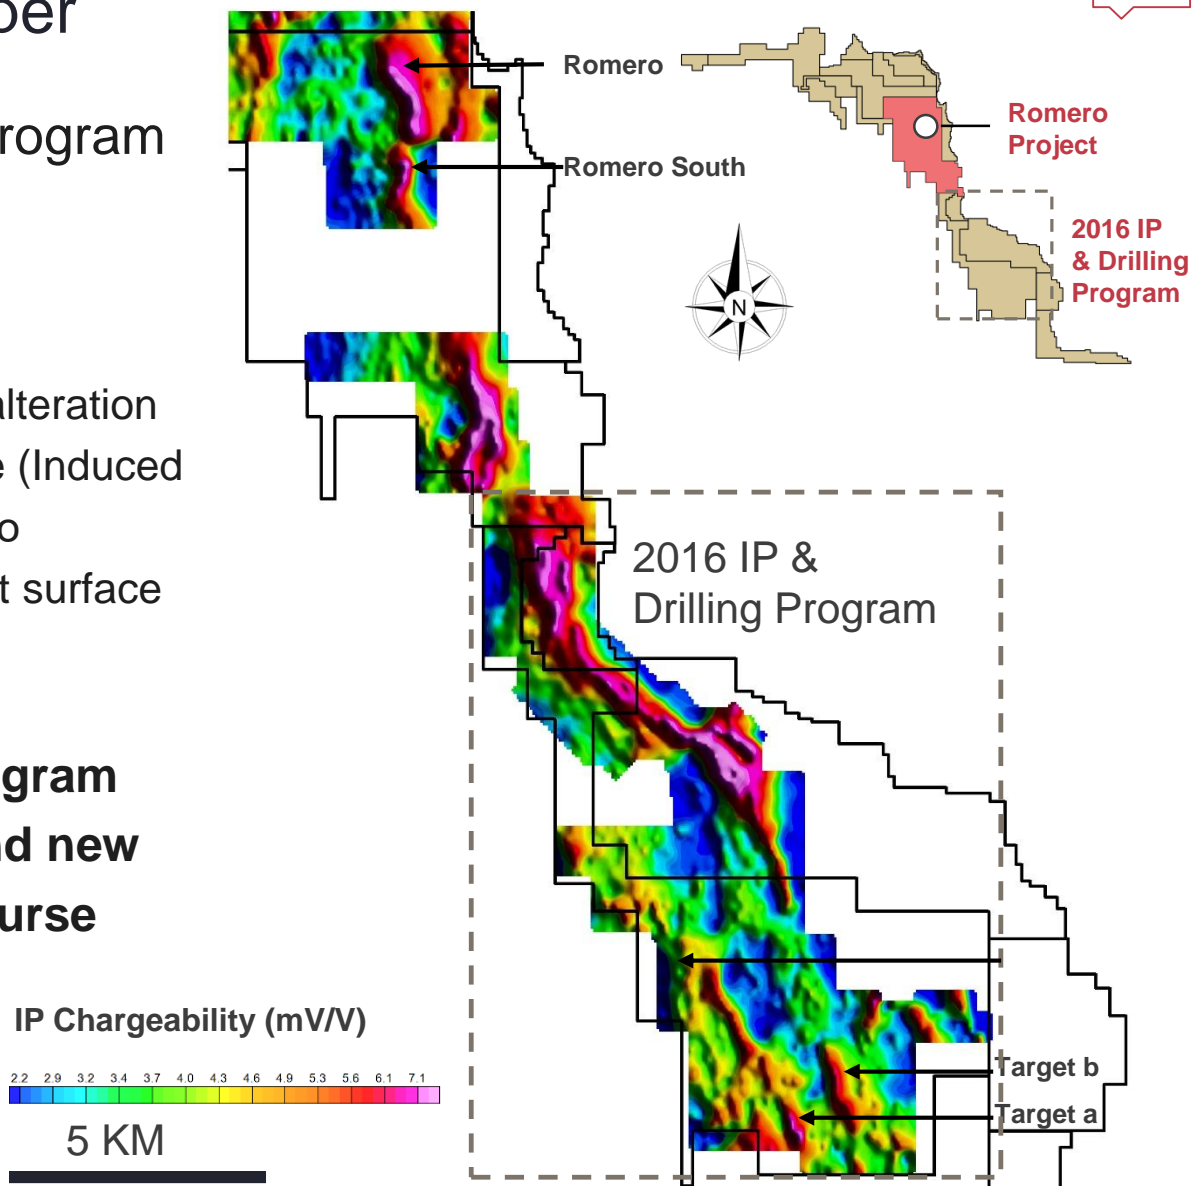 rogram
Romero
Romero South
Romero
Project
2016 IP
& Drilling
Program
N
alteration
(Induced
t surface
2016 IP &
Drilling Program
gram
new
urse
IP Chargeability (mV/V)
2.2 2.9 3.2 3.4 3.7 4.0 4.3 4.6 4.9 5.3 5.6 6.1 7.1
5 KM
Target b
Target a